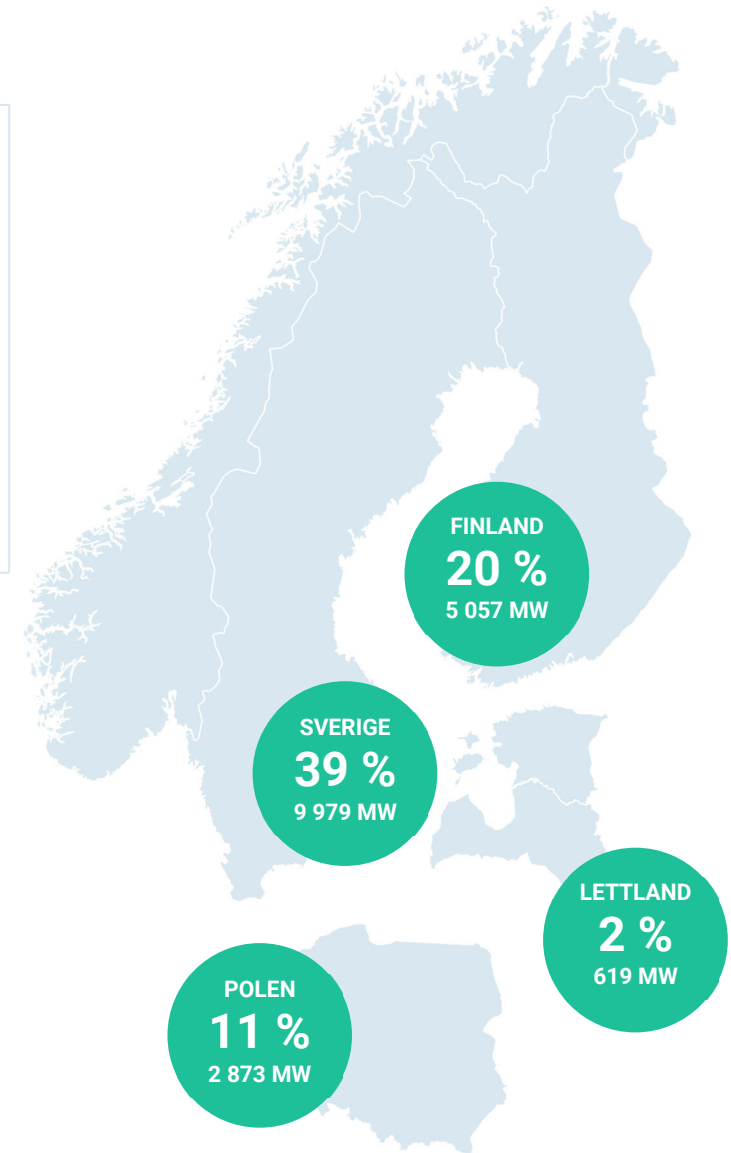 FINLAND
20 %
5 057 MW
SVERIGE
39 %
9 979 MW
LETTLAND
2 %
619 MW
POLEN
11 %
2 873 MW